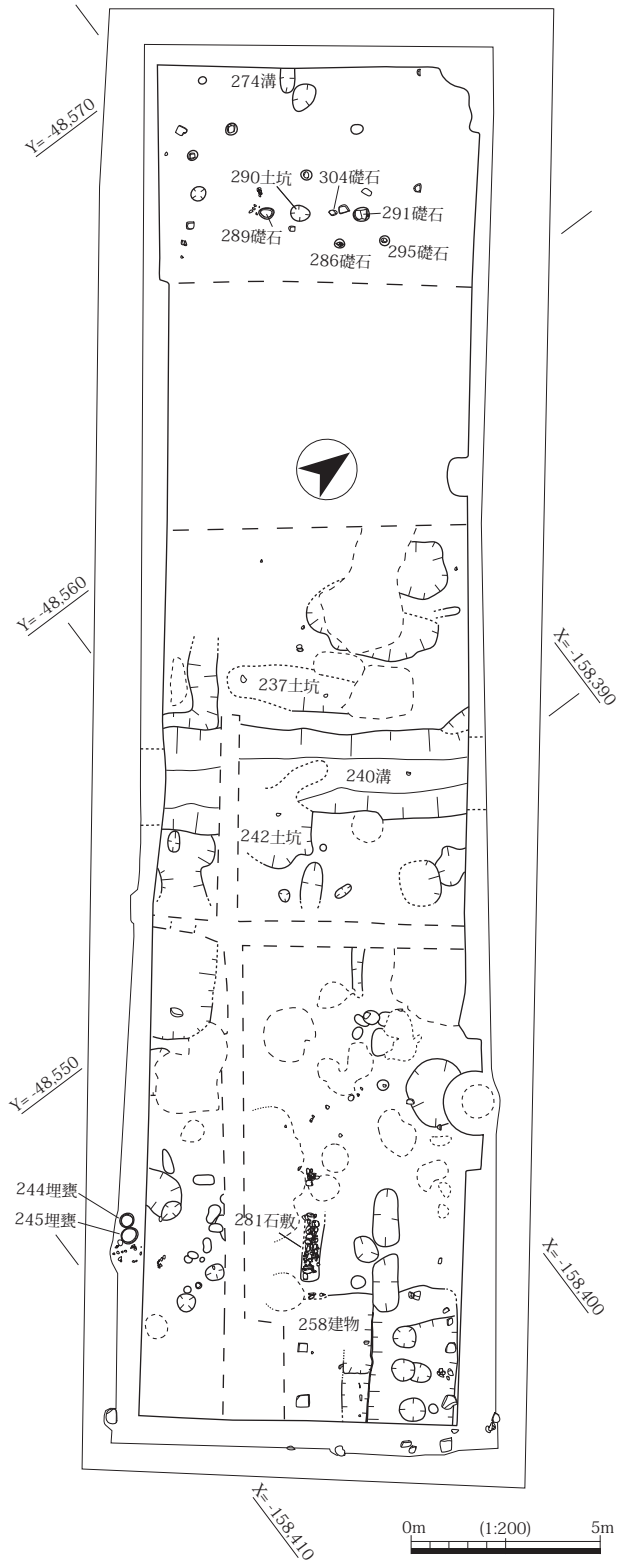 274溝
Y= -48,570
290土坑
304礎石
291礎石
289礎石
286礎石
295礎石
Y= -48,560
X= -158,390
237土坑
240溝
242土坑
Y= -48,550
244埋甕
245埋甕
281石敷
X= -158,400
258建物
X= -158,410
0m (1:200) 5m